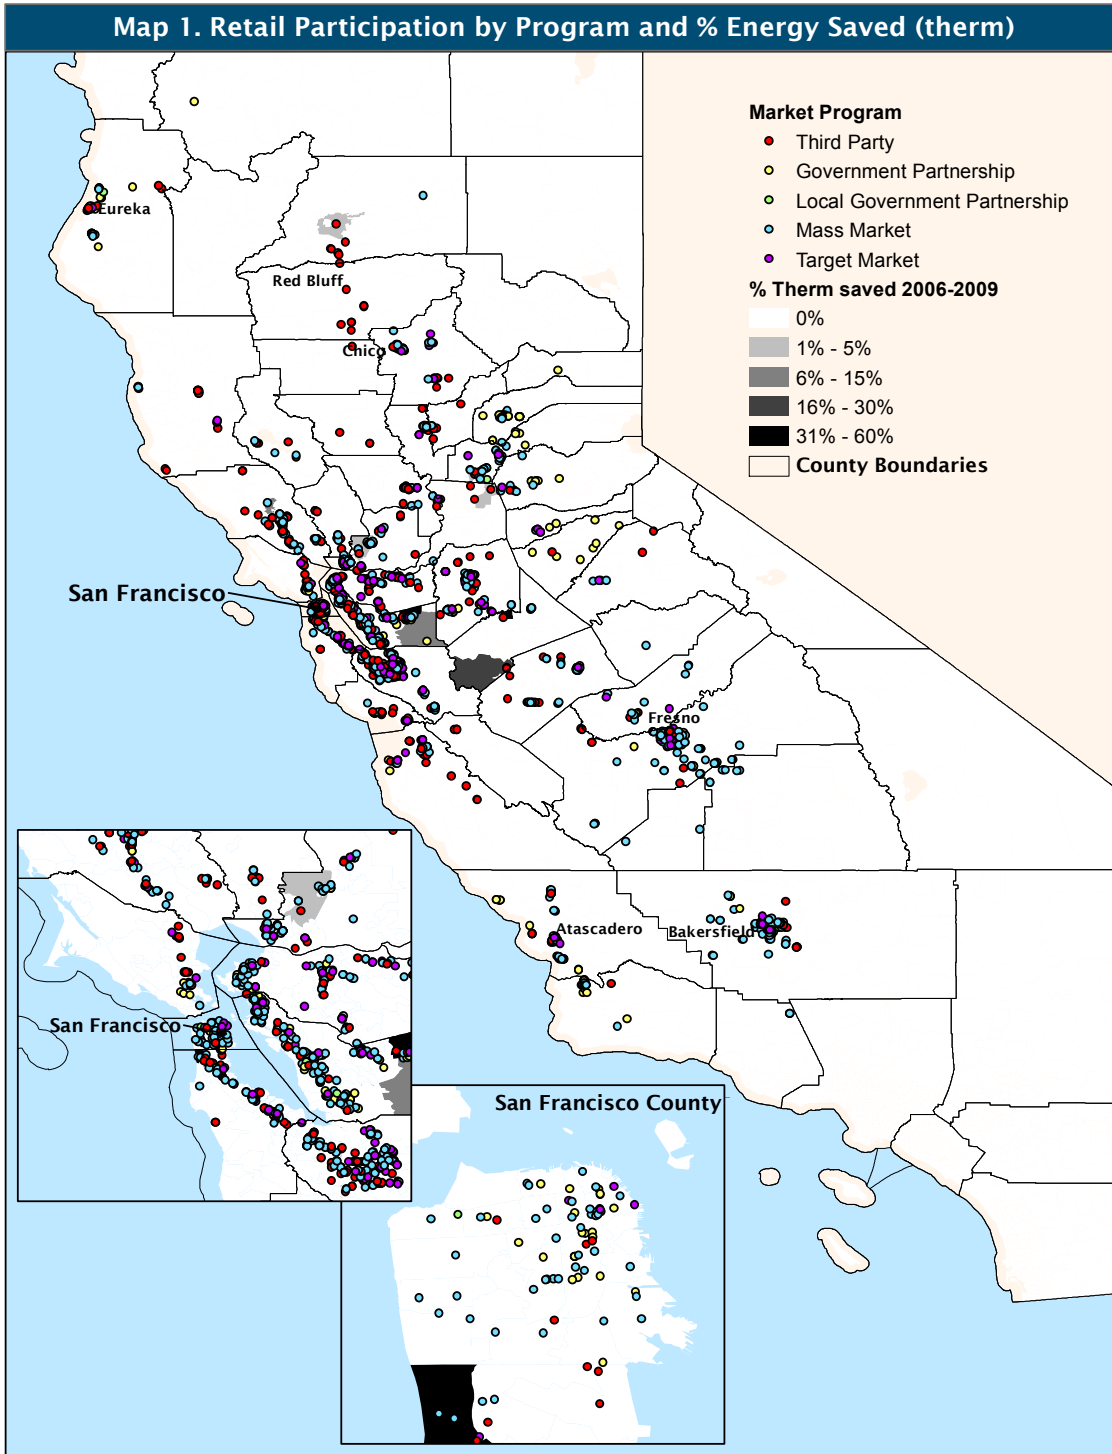 Map 1. Retail Participation by Program and % Energy Saved (therm)
Market Program
Third Party
Government Partnership
Local Government Partnership
Mass Market
Target Market
% Therm saved 2006-2009
0%
1% - 5%
6% - 15%
16% - 30%
31% - 60%
County Boundaries
Eureka
Red Bluff
Chico
San Francisco
Fresno
Atascadero
Bakersfield
San Francisco
San Francisco County